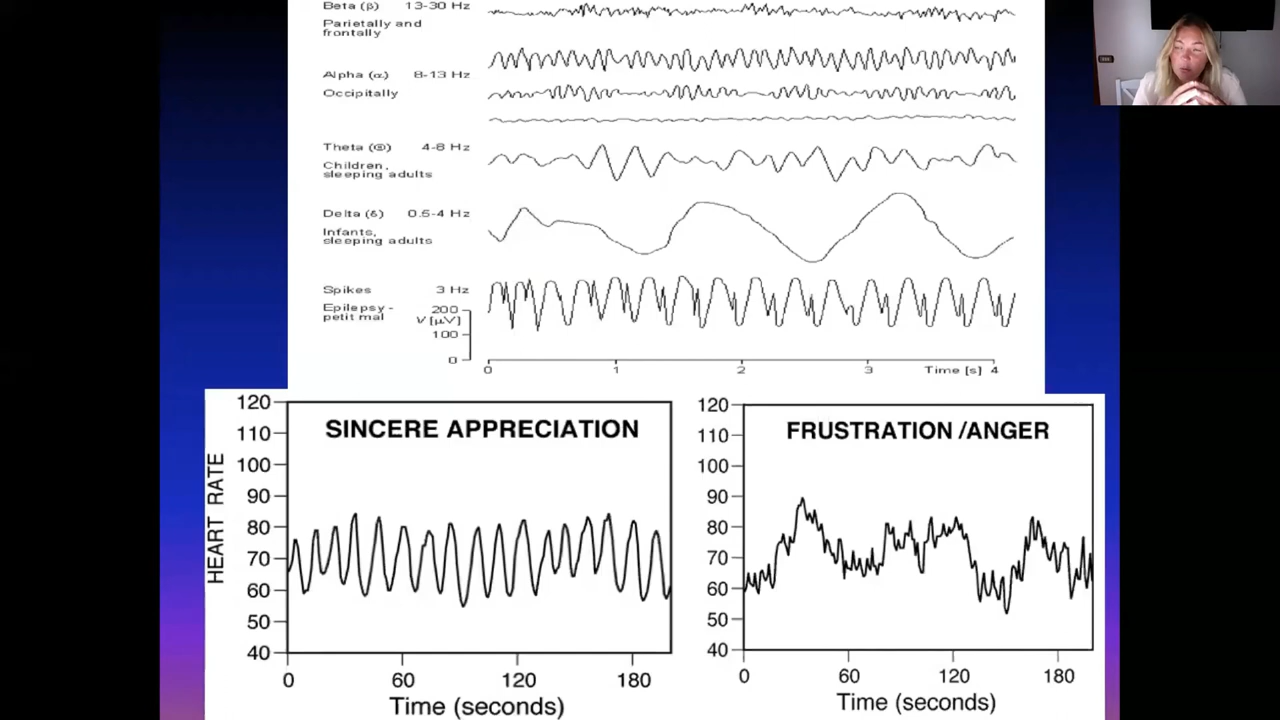 Beta (β) 13-30 Hz
Parietally and
frontally
Alpha (α) 8-13 Hz
Occipitally
Theta (Θ) 4-8 Hz
Children,
sleeping adults
Delta (δ) 0.5-4 Hz
Infants,
sleeping adults
Spikes 3 Hz
Epilepsy -
petit mal
200
V [μV]
100
0
0 1 2 3 Time [s] 4
SINCERE APPRECIATION
HEART RATE
120
110
100
90
80
70
60
50
40
0 60 120 180
Time (seconds)
FRUSTRATION /ANGER
120
110
100
90
80
70
60
50
40
0 60 120 180
Time (seconds)